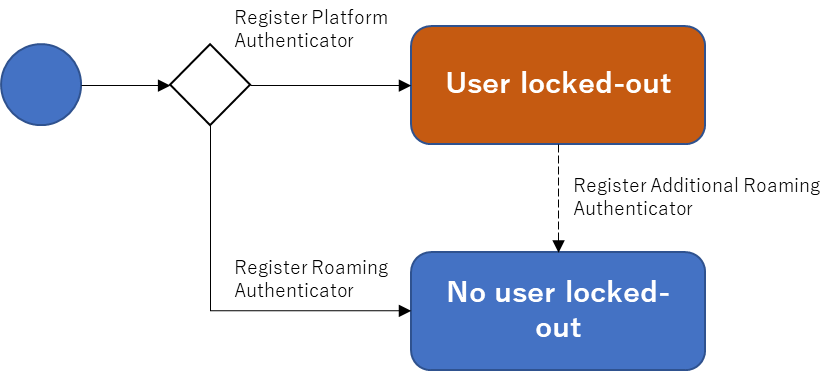 Register Platform
Authenticator
User locked-out
Register Additional Roaming
Authenticator
Register Roaming
Authenticator
No user locked-
out